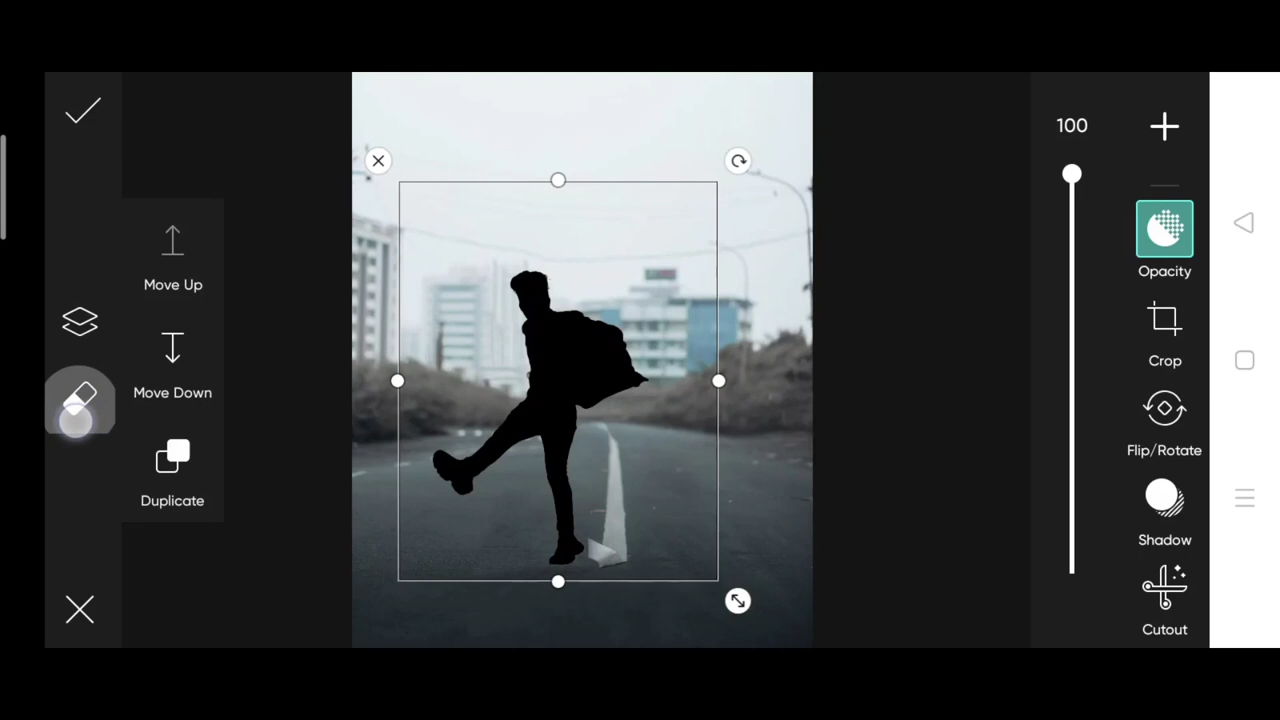 100
Move Up
Opacity
Crop
Move Down
Flip/Rotate
Duplicate
Shadow
Cutout